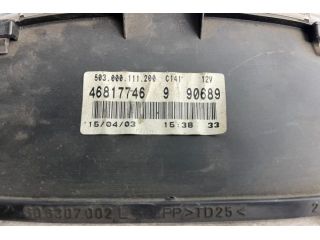 503.000.111.200 C141 12V
46817746 9 90689
15/04/03 15:38 33
>PP>TD25<